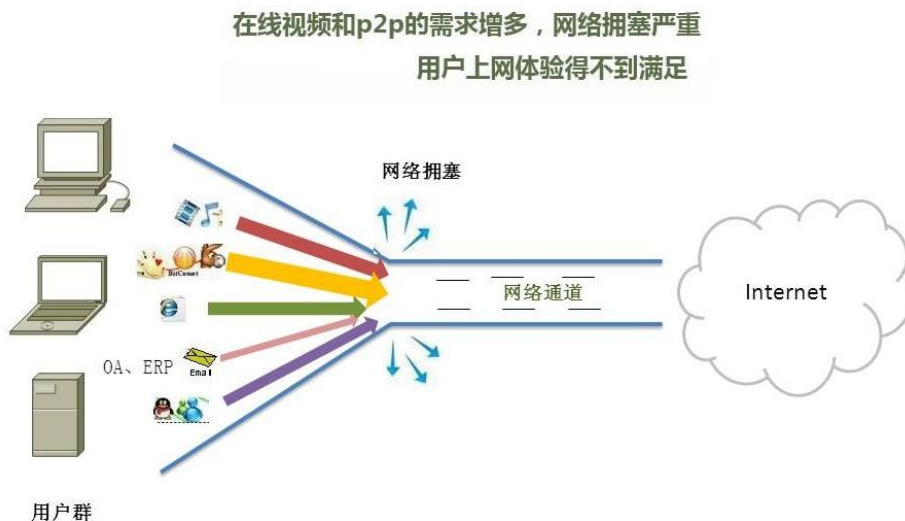 在线视频和p2p的需求增多，网络拥塞严重
用户上网体验得不到满足
网络拥塞
BitComet
网络通道
Internet
OA、ERP
Email
用户群